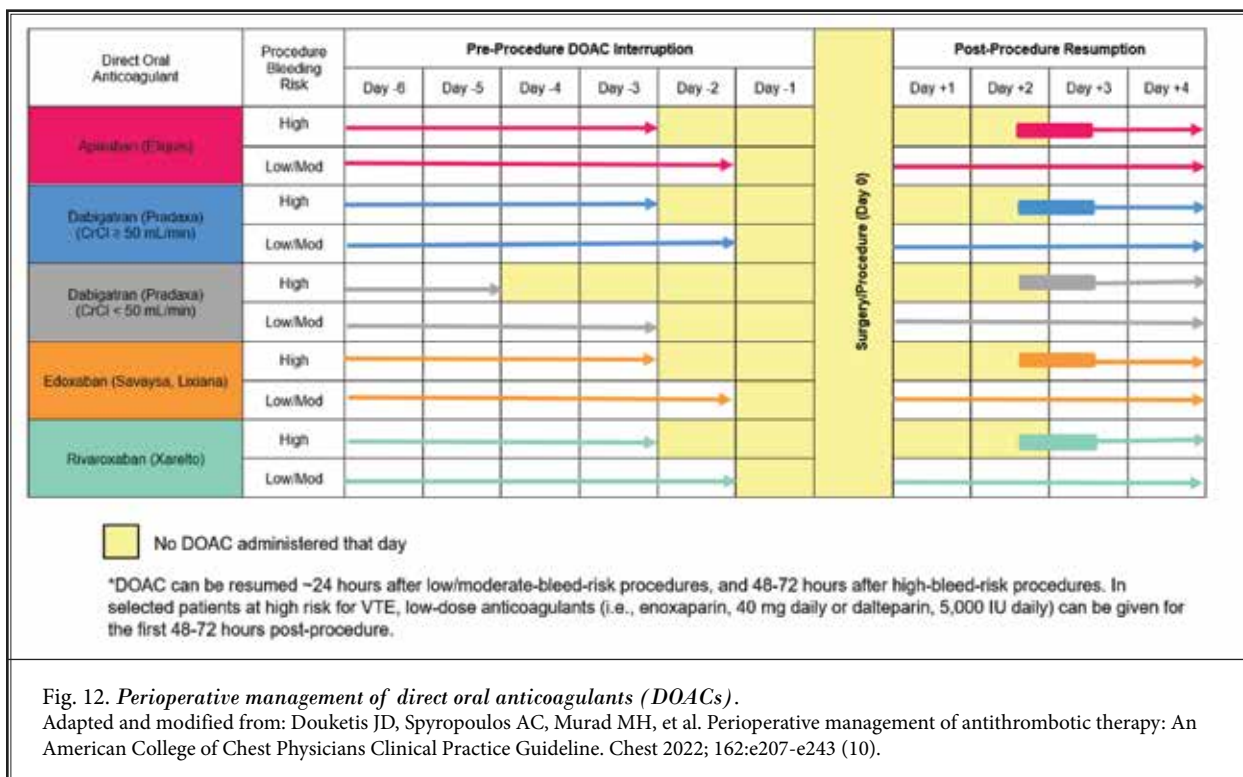 Direct Oral
Anticoagulant
Procedure
Bleeding
Risk
Pre-Procedure DOAC Interruption
Day -6
Day -5
Day -4
Day -3
Day -2
Day -1
Surgery/Procedure (Day 0)
Post-Procedure Resumption
Day +1
Day +2
Day +3
Day +4
Apixaban (Eliquis)
High
Low/Mod
Dabigatran (Pradaxa)
(CrCl ≥ 50 mL/min)
High
Low/Mod
Dabigatran (Pradaxa)
(CrCl < 50 mL/min)
High
Low/Mod
Edoxaban (Savaysa, Lixiana)
High
Low/Mod
Rivaroxaban (Xarelto)
High
Low/Mod
No DOAC administered that day
*DOAC can be resumed ~24 hours after low/moderate-bleed-risk procedures, and 48-72 hours after high-bleed-risk procedures. In
selected patients at high risk for VTE, low-dose anticoagulants (i.e., enoxaparin, 40 mg daily or dalteparin, 5,000 IU daily) can be given for
the first 48-72 hours post-procedure.
Fig. 12. Perioperative management of direct oral anticoagulants (DOACs).
Adapted and modified from: Douketis JD, Spyropoulos AC, Murad MH, et al. Perioperative management of antithrombotic therapy: An
American College of Chest Physicians Clinical Practice Guideline. Chest 2022; 162:e207-e243 (10).